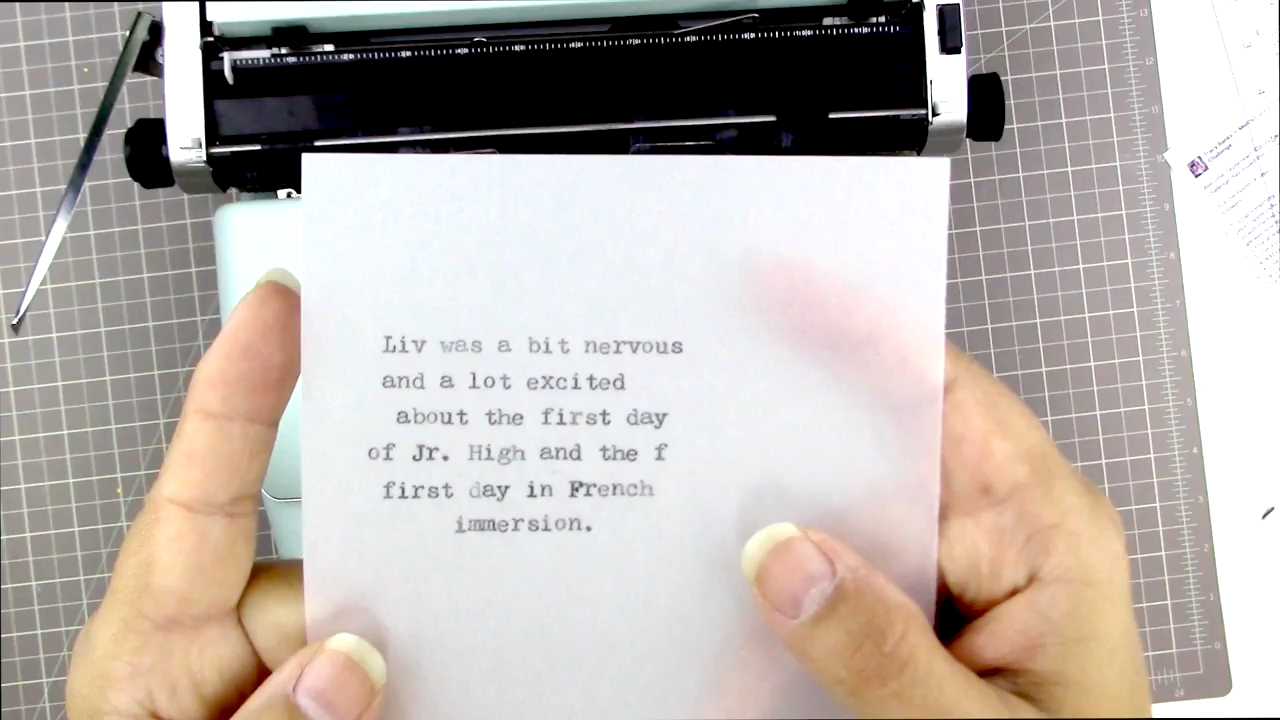 Liv was a bit nervous
and a lot excited
about the first day
of Jr. High and the f
first day in French
immersion.